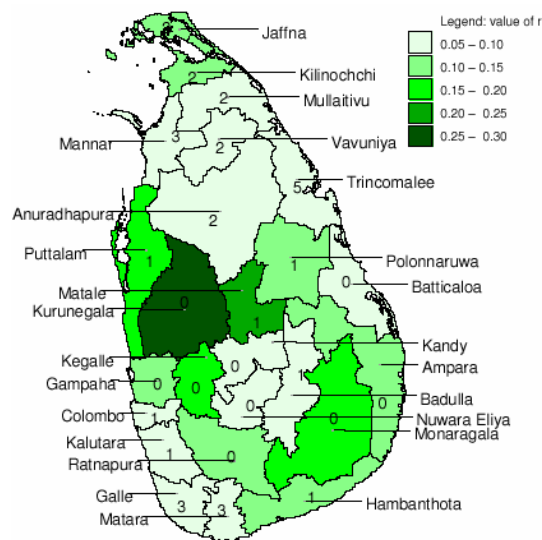 Legend: value of r
0.05 – 0.10
0.10 – 0.15
0.15 – 0.20
0.20 – 0.25
0.25 – 0.30
Jaffna
2
Kilinochchi
2
Mullaitivu
2
Mannar
3
Vavuniya
2
Trincomalee
5
Anuradhapura
2
Puttalam
1
Polonnaruwa
1
Batticaloa
0
Matale
1
Kurunegala
0
Kandy
0
Kegalle
0
Ampara
0
Gampaha
0
Badulla
1
Colombo
1
Nuwara Eliya
0
Monaragala
0
Kalutara
1
Ratnapura
0
Galle
3
Hambanthota
1
Matara
3